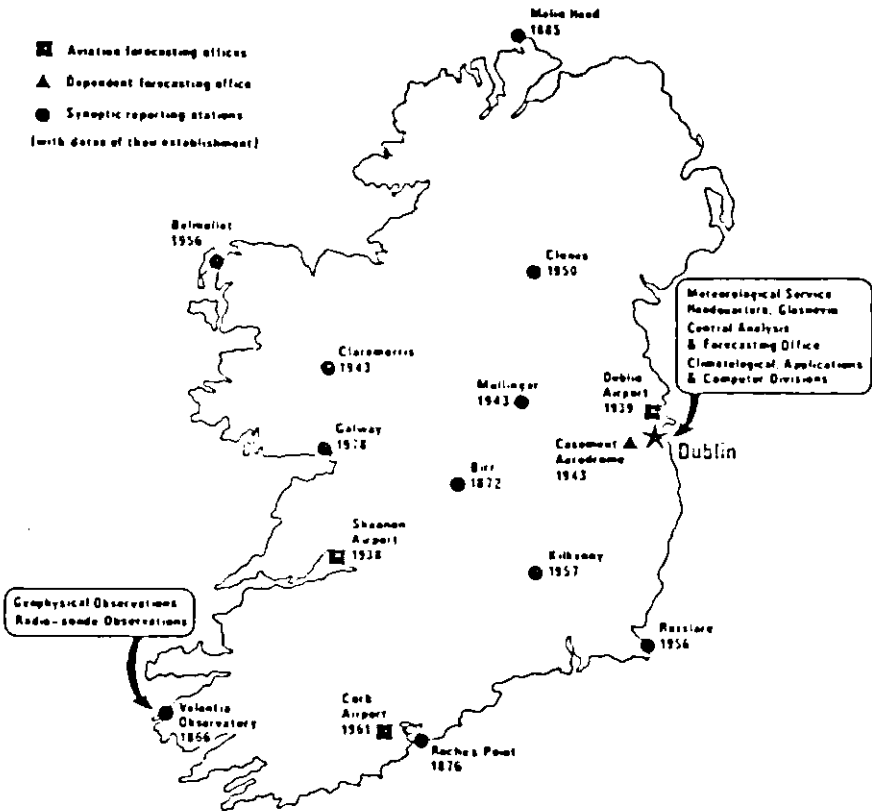 Malin Head
1885
Aviation forecasting offices
Dependent forecasting office
Synoptic reporting stations
(with dates of their establishment)
Belmullet
1956
Clones
1950
Meteorological Service
Headquarters, Glasnevin
Central Analysis
& Forecasting Office
Climatological, Applications
& Computer Divisions
Claremorris
1943
Mullingar
1943
Dublin
Airport
1939
Galway
1978
Casement
Aerodrome
1943
Dublin
Birr
1872
Shannon
Airport
1938
Kilkenny
1957
Geophysical Observations
Radio-sonde Observations
Rosslare
1956
Valentia
Observatory
1866
Cork
Airport
1961
Roches Point
1876